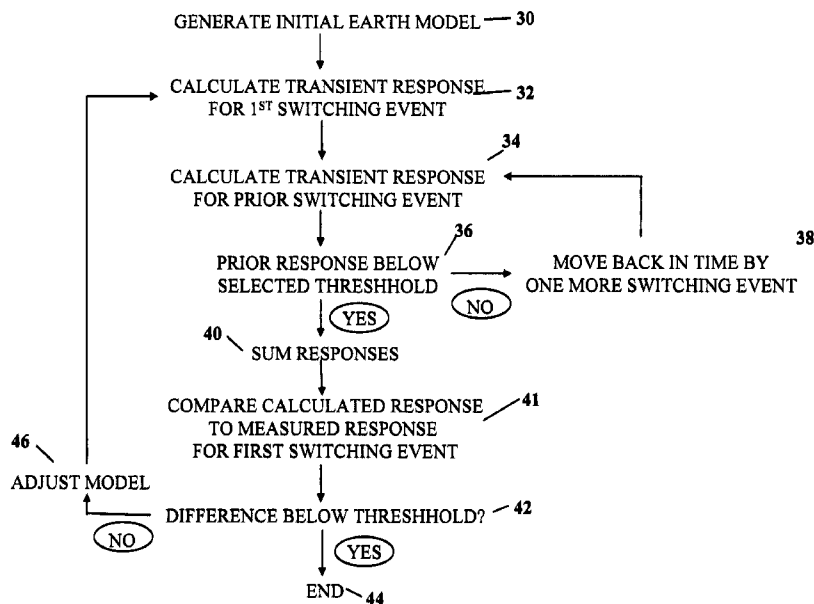 GENERATE INITIAL EARTH MODEL 30
CALCULATE TRANSIENT RESPONSE
FOR 1ST SWITCHING EVENT
32
34
CALCULATE TRANSIENT RESPONSE
FOR PRIOR SWITCHING EVENT
36
PRIOR RESPONSE BELOW
SELECTED THRESHHOLD
NO
38
MOVE BACK IN TIME BY
ONE MORE SWITCHING EVENT
YES
40
SUM RESPONSES
COMPARE CALCULATED RESPONSE
TO MEASURED RESPONSE
FOR FIRST SWITCHING EVENT
41
46
ADJUST MODEL
NO
DIFFERENCE BELOW THRESHHOLD? 42
YES
END 44